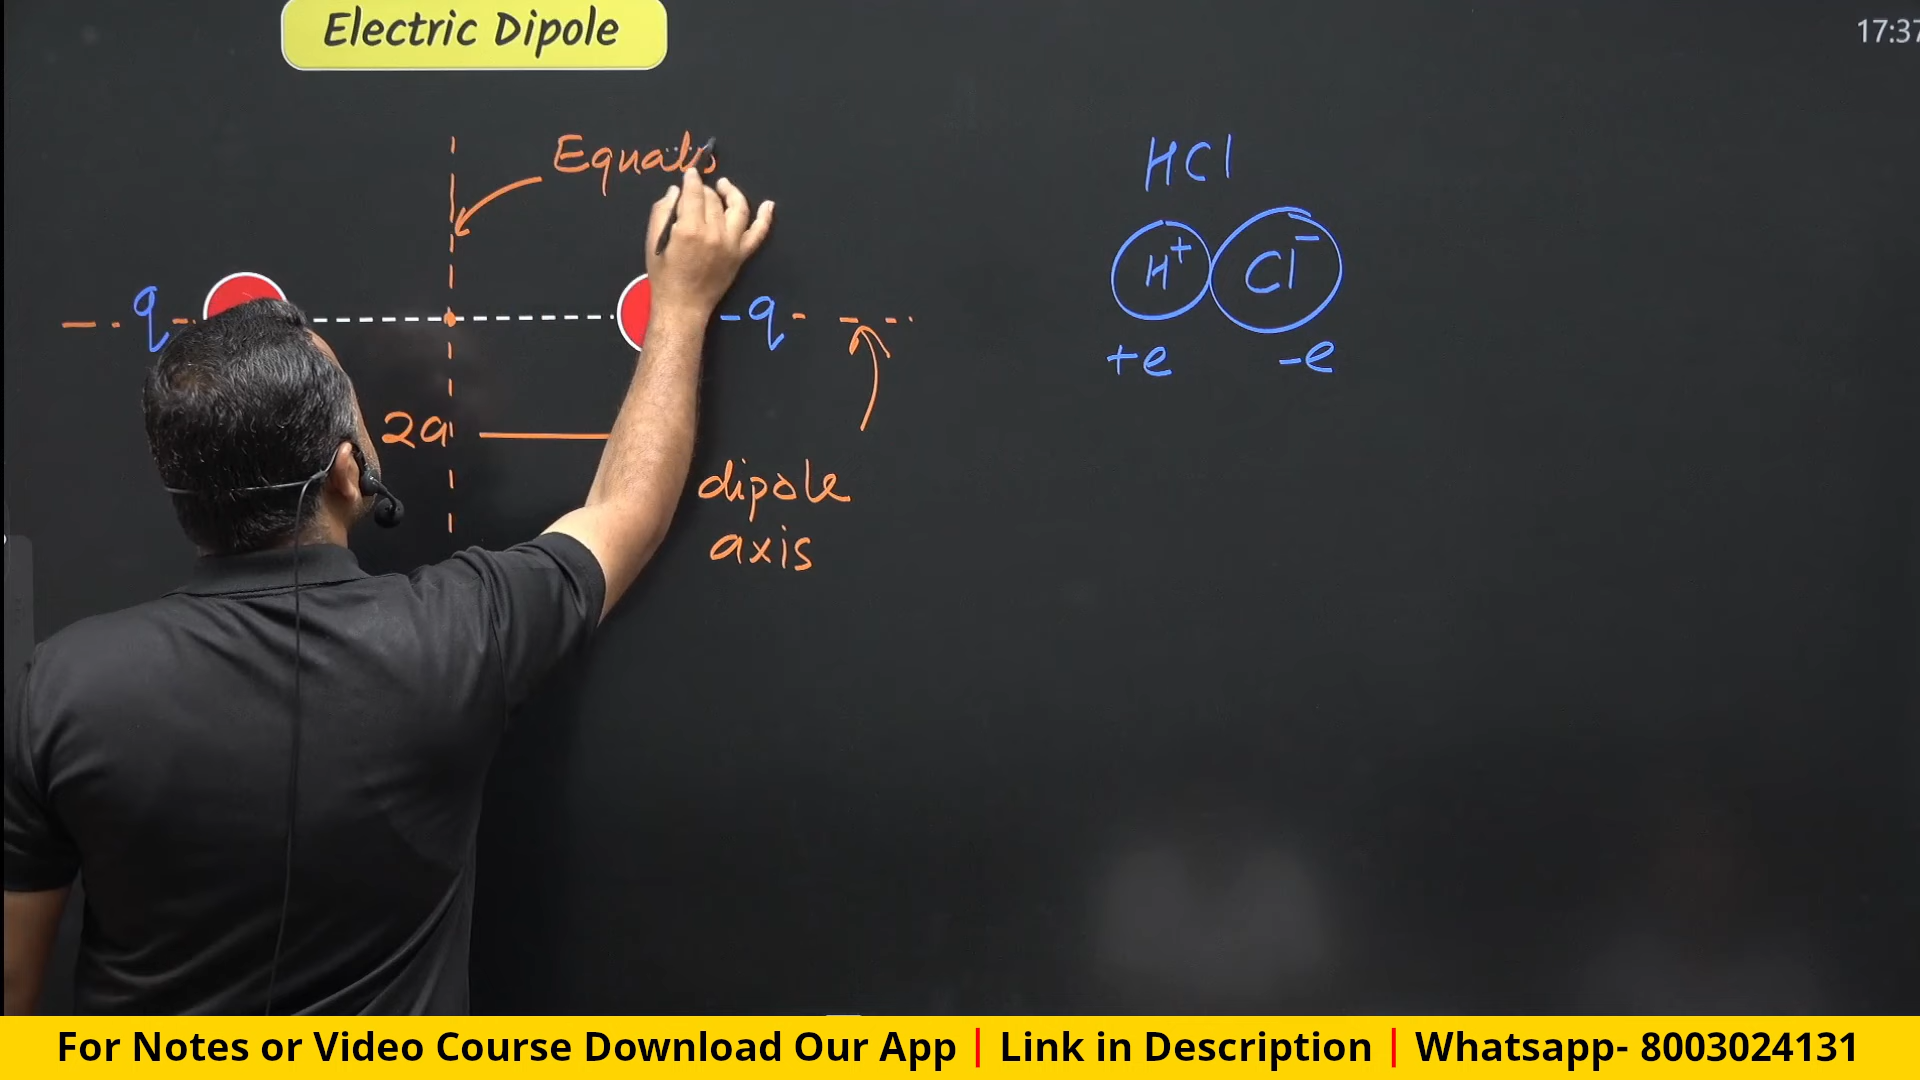 Electric Dipole
17:37
Equato
HCl
H+ Cl-
q
-q
+e -e
2a
dipole
axis
For Notes or Video Course Download Our App | Link in Description | Whatsapp- 8003024131